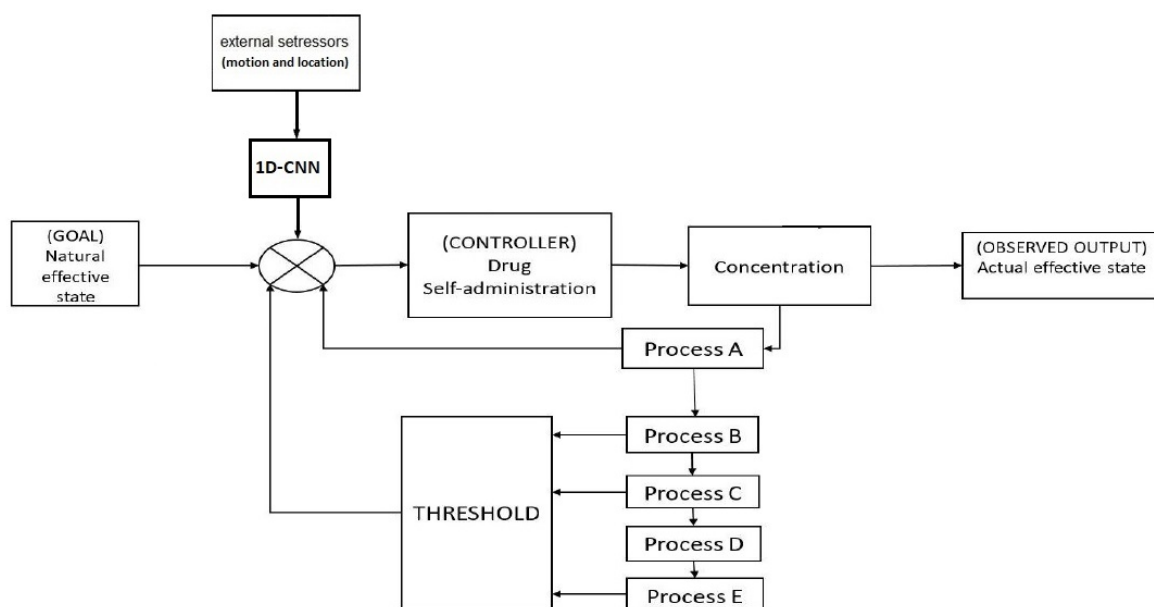 external setressors
(motion and location)
1D-CNN
(GOAL)
Natural
effective
state
(CONTROLLER)
Drug
Self-administration
Concentration
(OBSERVED OUTPUT)
Actual effective state
Process A
Process B
Process C
THRESHOLD
Process D
Process E